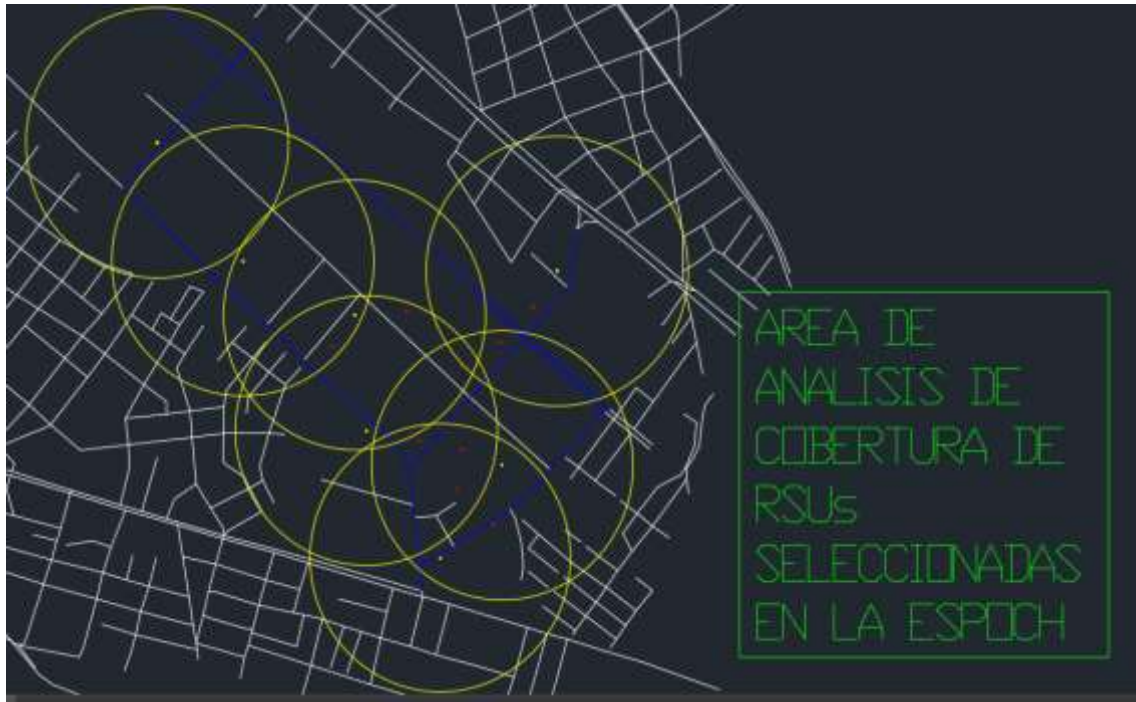 AREA DE
ANALISIS DE
COBERTURA DE
RSUs
SELECCIONADAS
EN LA ESPOCH